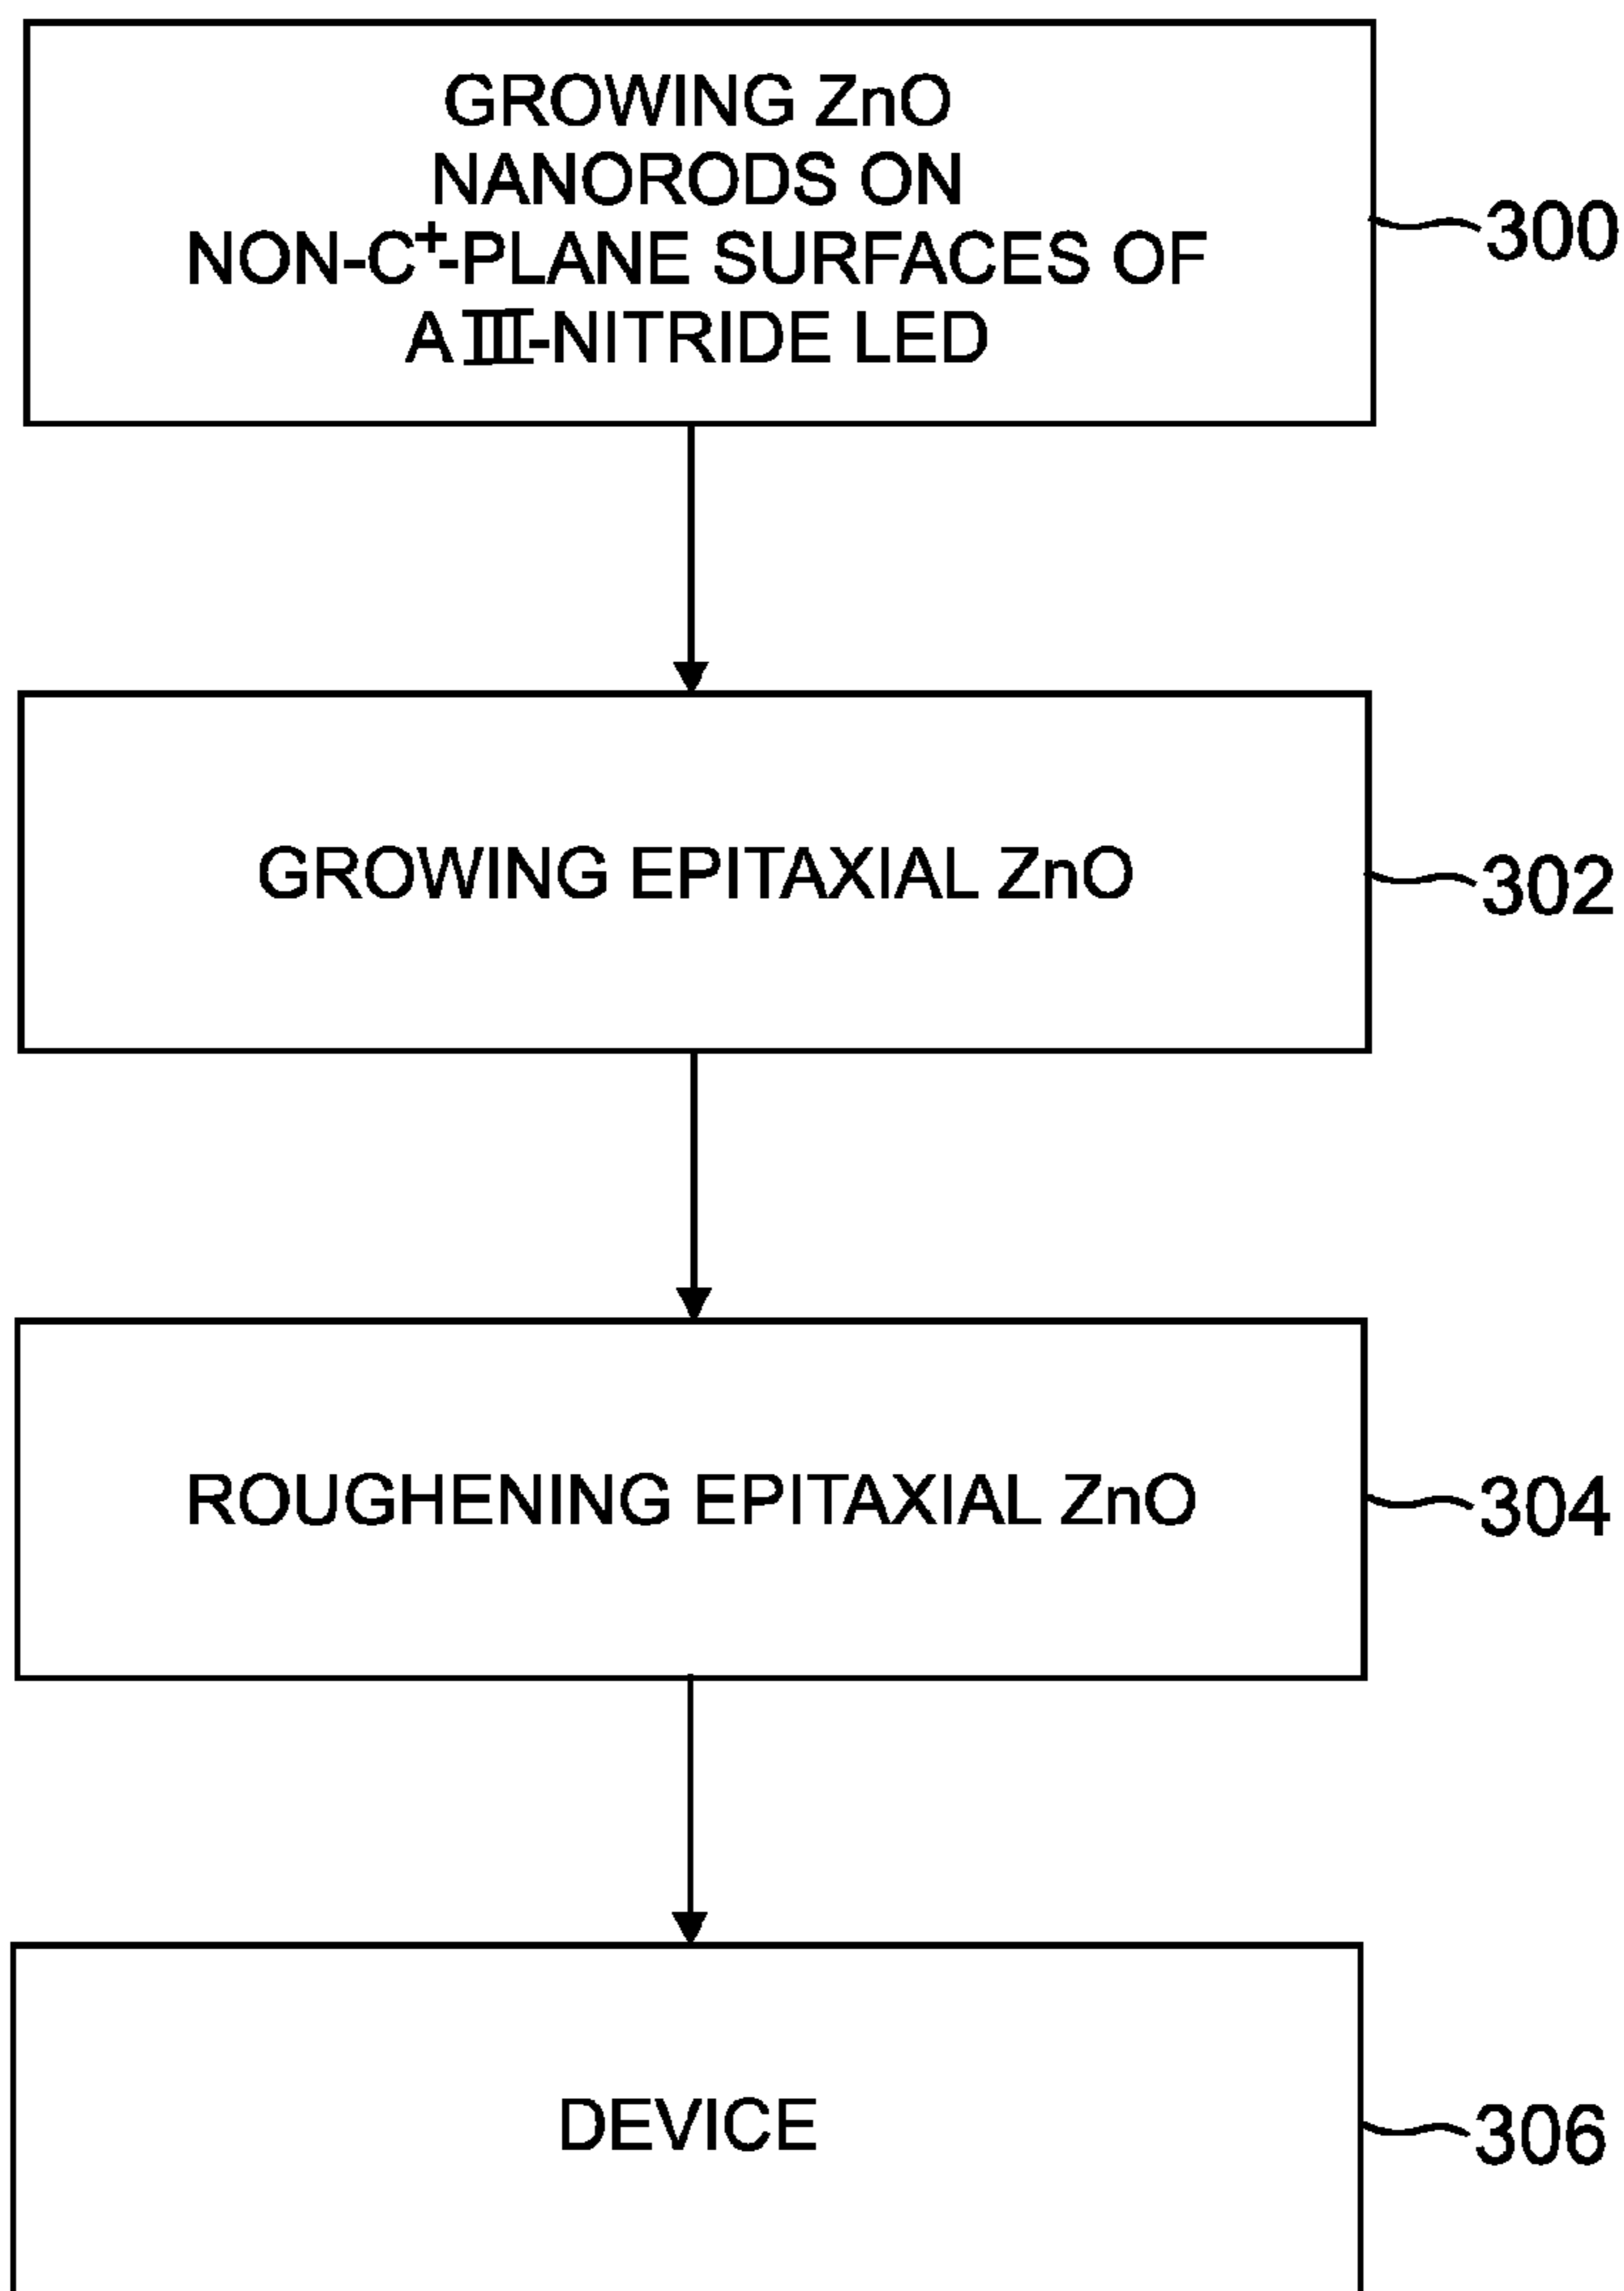 GROWING ZnO
NANORODS ON
NON-C⁺-PLANE SURFACES OF
A III-NITRIDE LED
300
GROWING EPITAXIAL ZnO
302
ROUGHENING EPITAXIAL ZnO
304
DEVICE
306